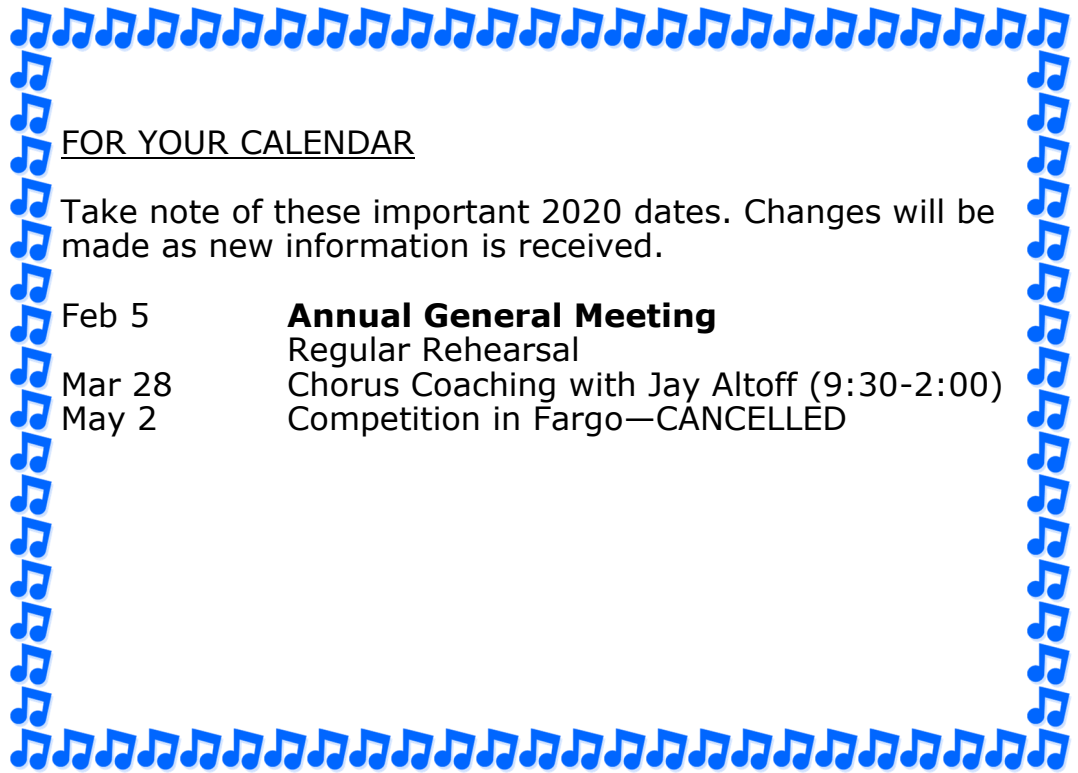 FOR YOUR CALENDAR
Take note of these important 2020 dates. Changes will be
made as new information is received.
Feb 5 Annual General Meeting
Regular Rehearsal
Mar 28 Chorus Coaching with Jay Altoff (9:30-2:00)
May 2 Competition in Fargo—CANCELLED